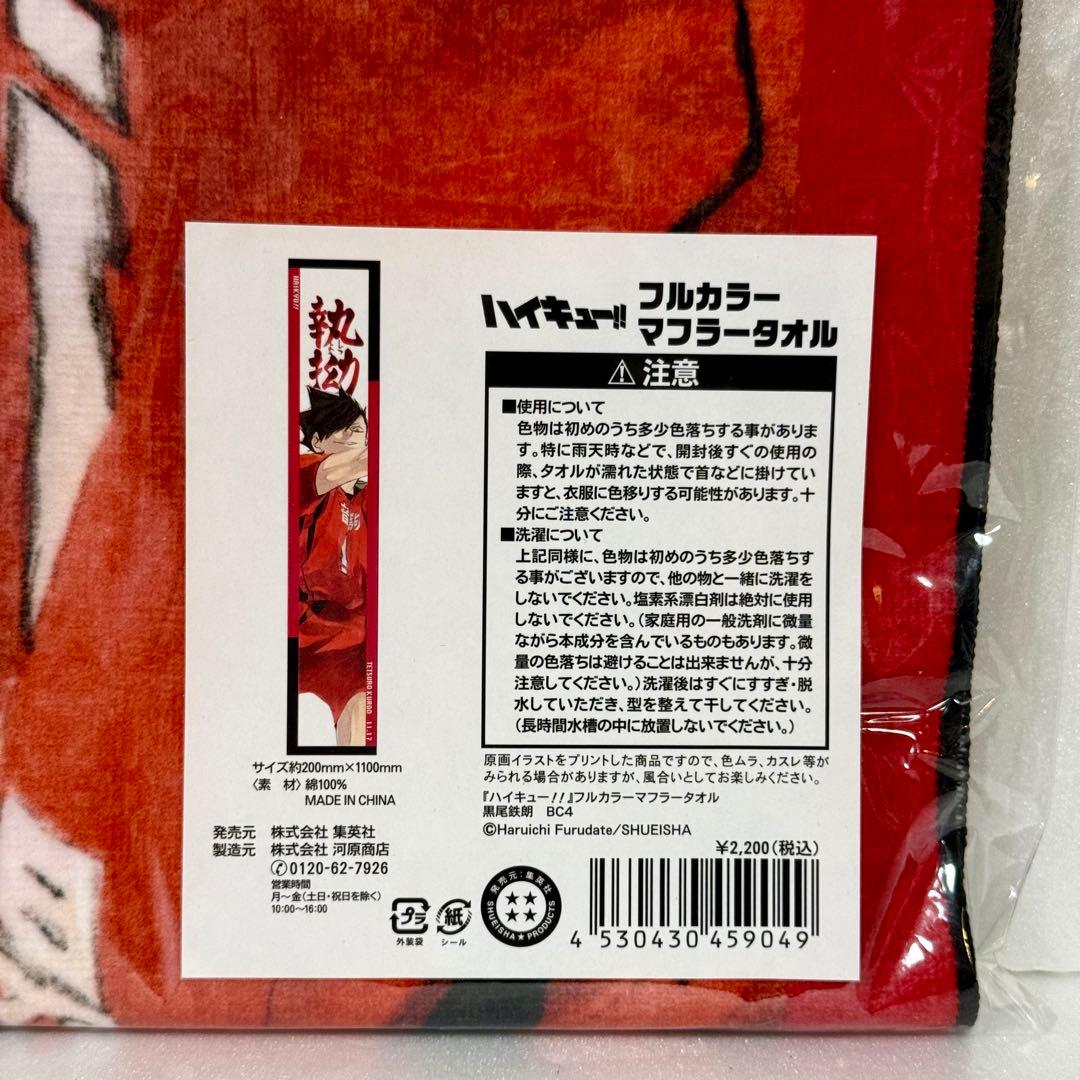 HAIKYU!!
執拗
音駒
1
TETSURO KUROO 11.17
サイズ約200mm×1100mm
〈素 材〉綿100%
MADE IN CHINA
発売元 株式会社 集英社
製造元 株式会社 河原商店
0120-62-7926
営業時間
月〜金(土日・祝日を除く)
10:00〜16:00
ハイキュー!!
フルカラー
マフラータオル
⚠ 注意
■使用について
色物は初めのうち多少色落ちする事がありま
す。特に雨天時などで、開封後すぐの使用の
際、タオルが濡れた状態で首などに掛けてい
ますと、衣服に色移りする可能性があります。十
分にご注意ください。
■洗濯について
上記同様に、色物は初めのうち多少色落ちす
る事がございますので、他の物と一緒に洗濯を
しないでください。塩素系漂白剤は絶対に使用
しないでください。(家庭用の一般洗剤に微量
ながら本成分を含んでいるものもあります。微
量の色落ちは避けることは出来ませんが、十分
注意してください。)洗濯後はすぐにすすぎ・脱
水していただき、型を整えて干してください。
(長時間水槽の中に放置しないでください。)
原画イラストをプリントした商品ですので、色ムラ、カスレ等が
みられる場合がありますが、風合いとしてお楽しみください。
『ハイキュー!!』フルカラーマフラータオル
黒尾鉄朗 BC4
©Haruichi Furudate/SHUEISHA
¥2,200(税込)
プラ
外装袋
紙
シール
発売元:集英社
SHUEISHA★PRODUCTS
4 530430 459049